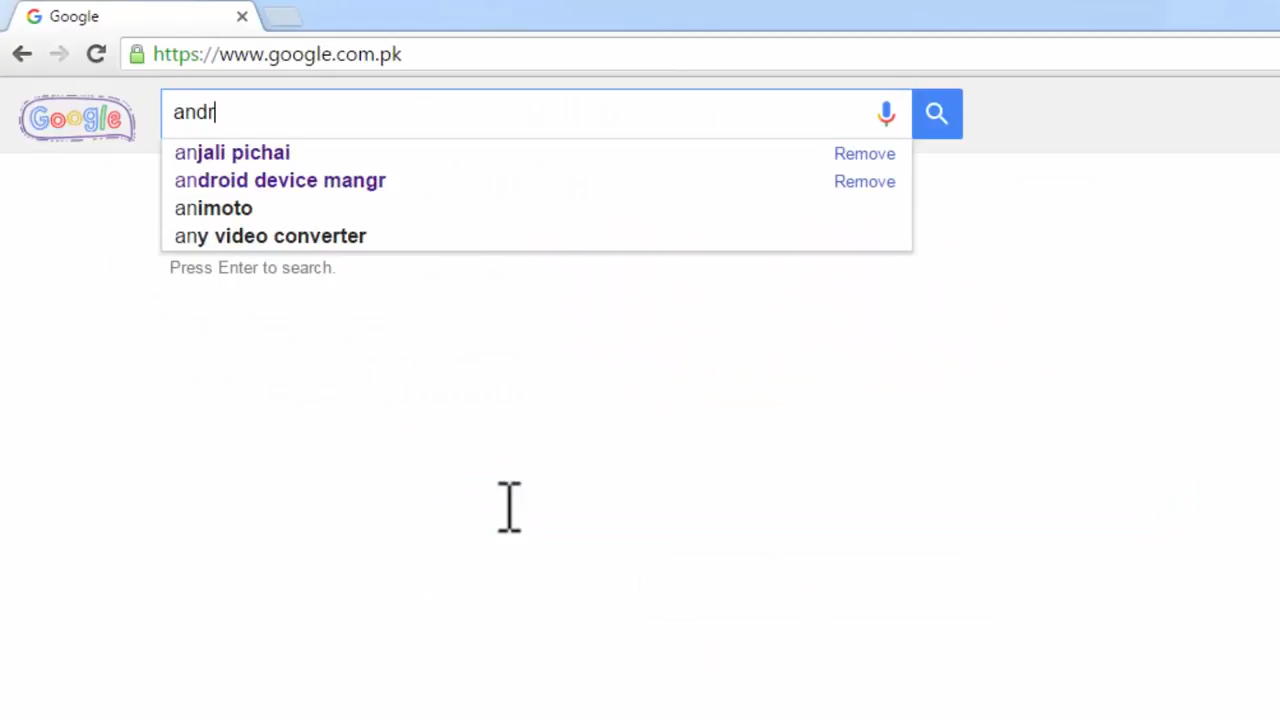 Google
https://www.google.com.pk
Google
andr
anjali pichai Remove
android device mangr Remove
animoto
any video converter
Press Enter to search.